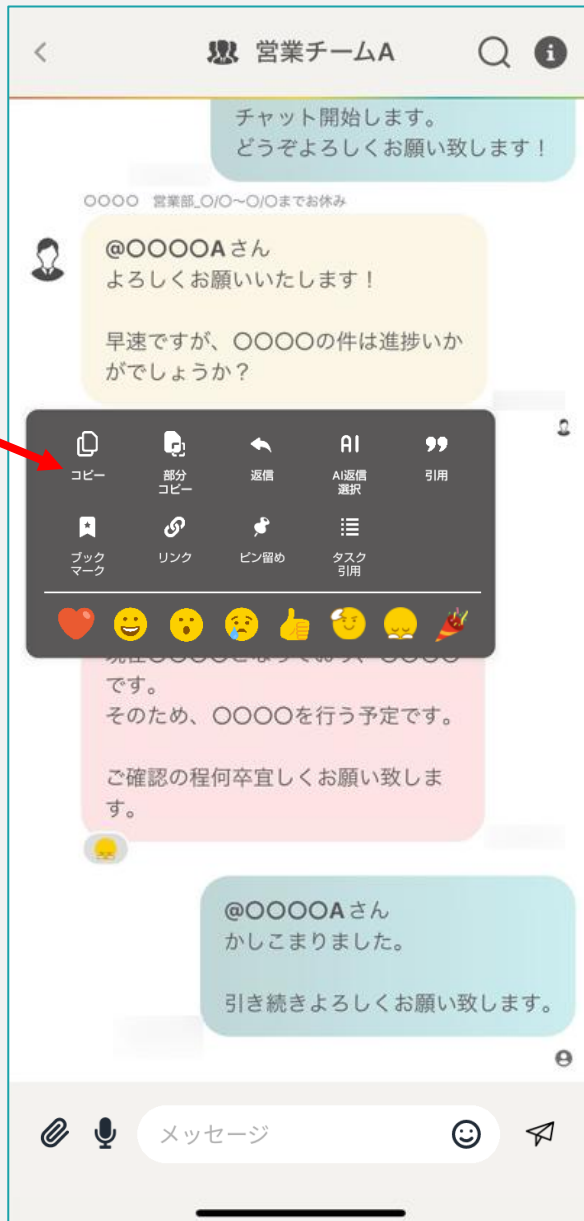 営業チームA
チャット開始します。
どうぞよろしくお願い致します！
〇〇〇〇 営業部_〇/〇～〇/〇までお休み
@〇〇〇〇Aさん
よろしくお願いいたします！
早速ですが、〇〇〇〇の件は進捗いか
がでしょうか？
コピー
部分
コピー
返信
AI
AI返信
選択
引用
ブック
マーク
リンク
ピン留め
タスク
引用
です。
そのため、〇〇〇〇を行う予定です。
ご確認の程何卒宜しくお願い致しま
す。
@〇〇〇〇Aさん
かしこまりました。
引き続きよろしくお願い致します。
メッセージ